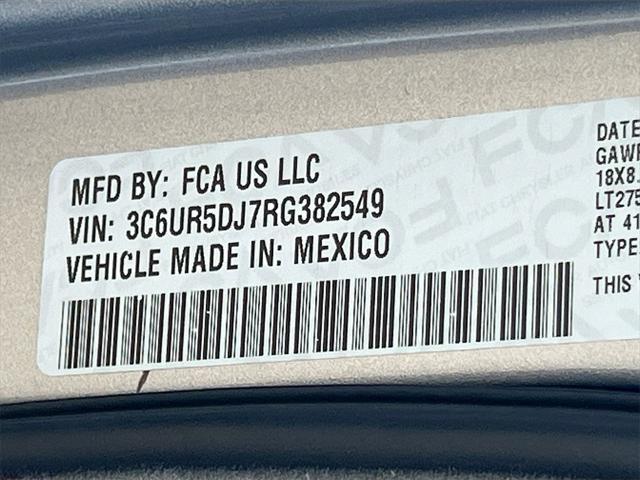 MFD BY: FCA US LLC
VIN: 3C6UR5DJ7RG382549
VEHICLE MADE IN: MEXICO
DATE
GAWR
18X8.
LT275
AT 41
TYPE:
THIS